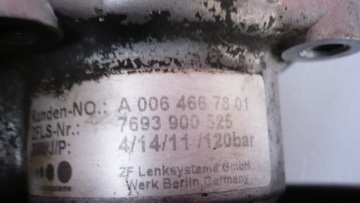 Kunden-NO.: A 006 466 78 01
ZFLS-Nr.: 7693 900 525
/J/P: 4/14/11 /120bar
ZF Lenksysteme GmbH
Werk Berlin, Germany